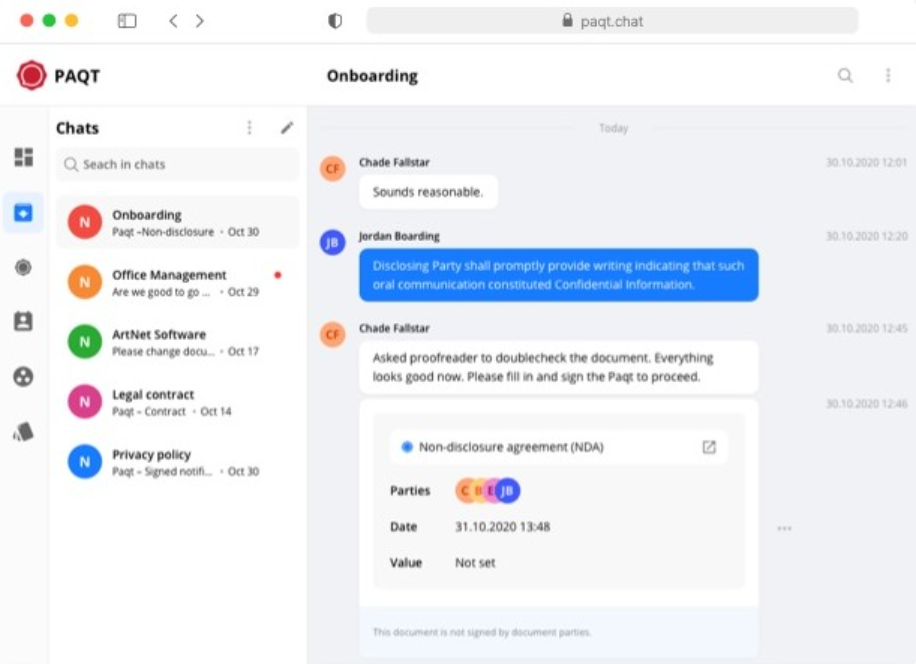 paqt.chat
PAQT
Onboarding
Chats
Seach in chats
N
Onboarding
Paqt –Non-disclosure • Oct 30
N
Office Management
Are we good to go ... • Oct 29
N
ArtNet Software
Please change docu... • Oct 17
N
Legal contract
Paqt – Contract • Oct 14
N
Privacy policy
Paqt – Signed notifi... • Oct 30
Today
CF
Chade Fallstar
30.10.2020 12:01
Sounds reasonable.
JB
Jordan Boarding
30.10.2020 12:20
Disclosing Party shall promptly provide writing indicating that such
oral communication constituted Confidential Information.
CF
Chade Fallstar
30.10.2020 12:45
Asked proofreader to doublecheck the document. Everything
looks good now. Please fill in and sign the Paqt to proceed.
30.10.2020 12:46
Non-disclosure agreement (NDA)
Parties C B E JB
Date 31.10.2020 13:48
Value Not set
This document is not signed by document parties.